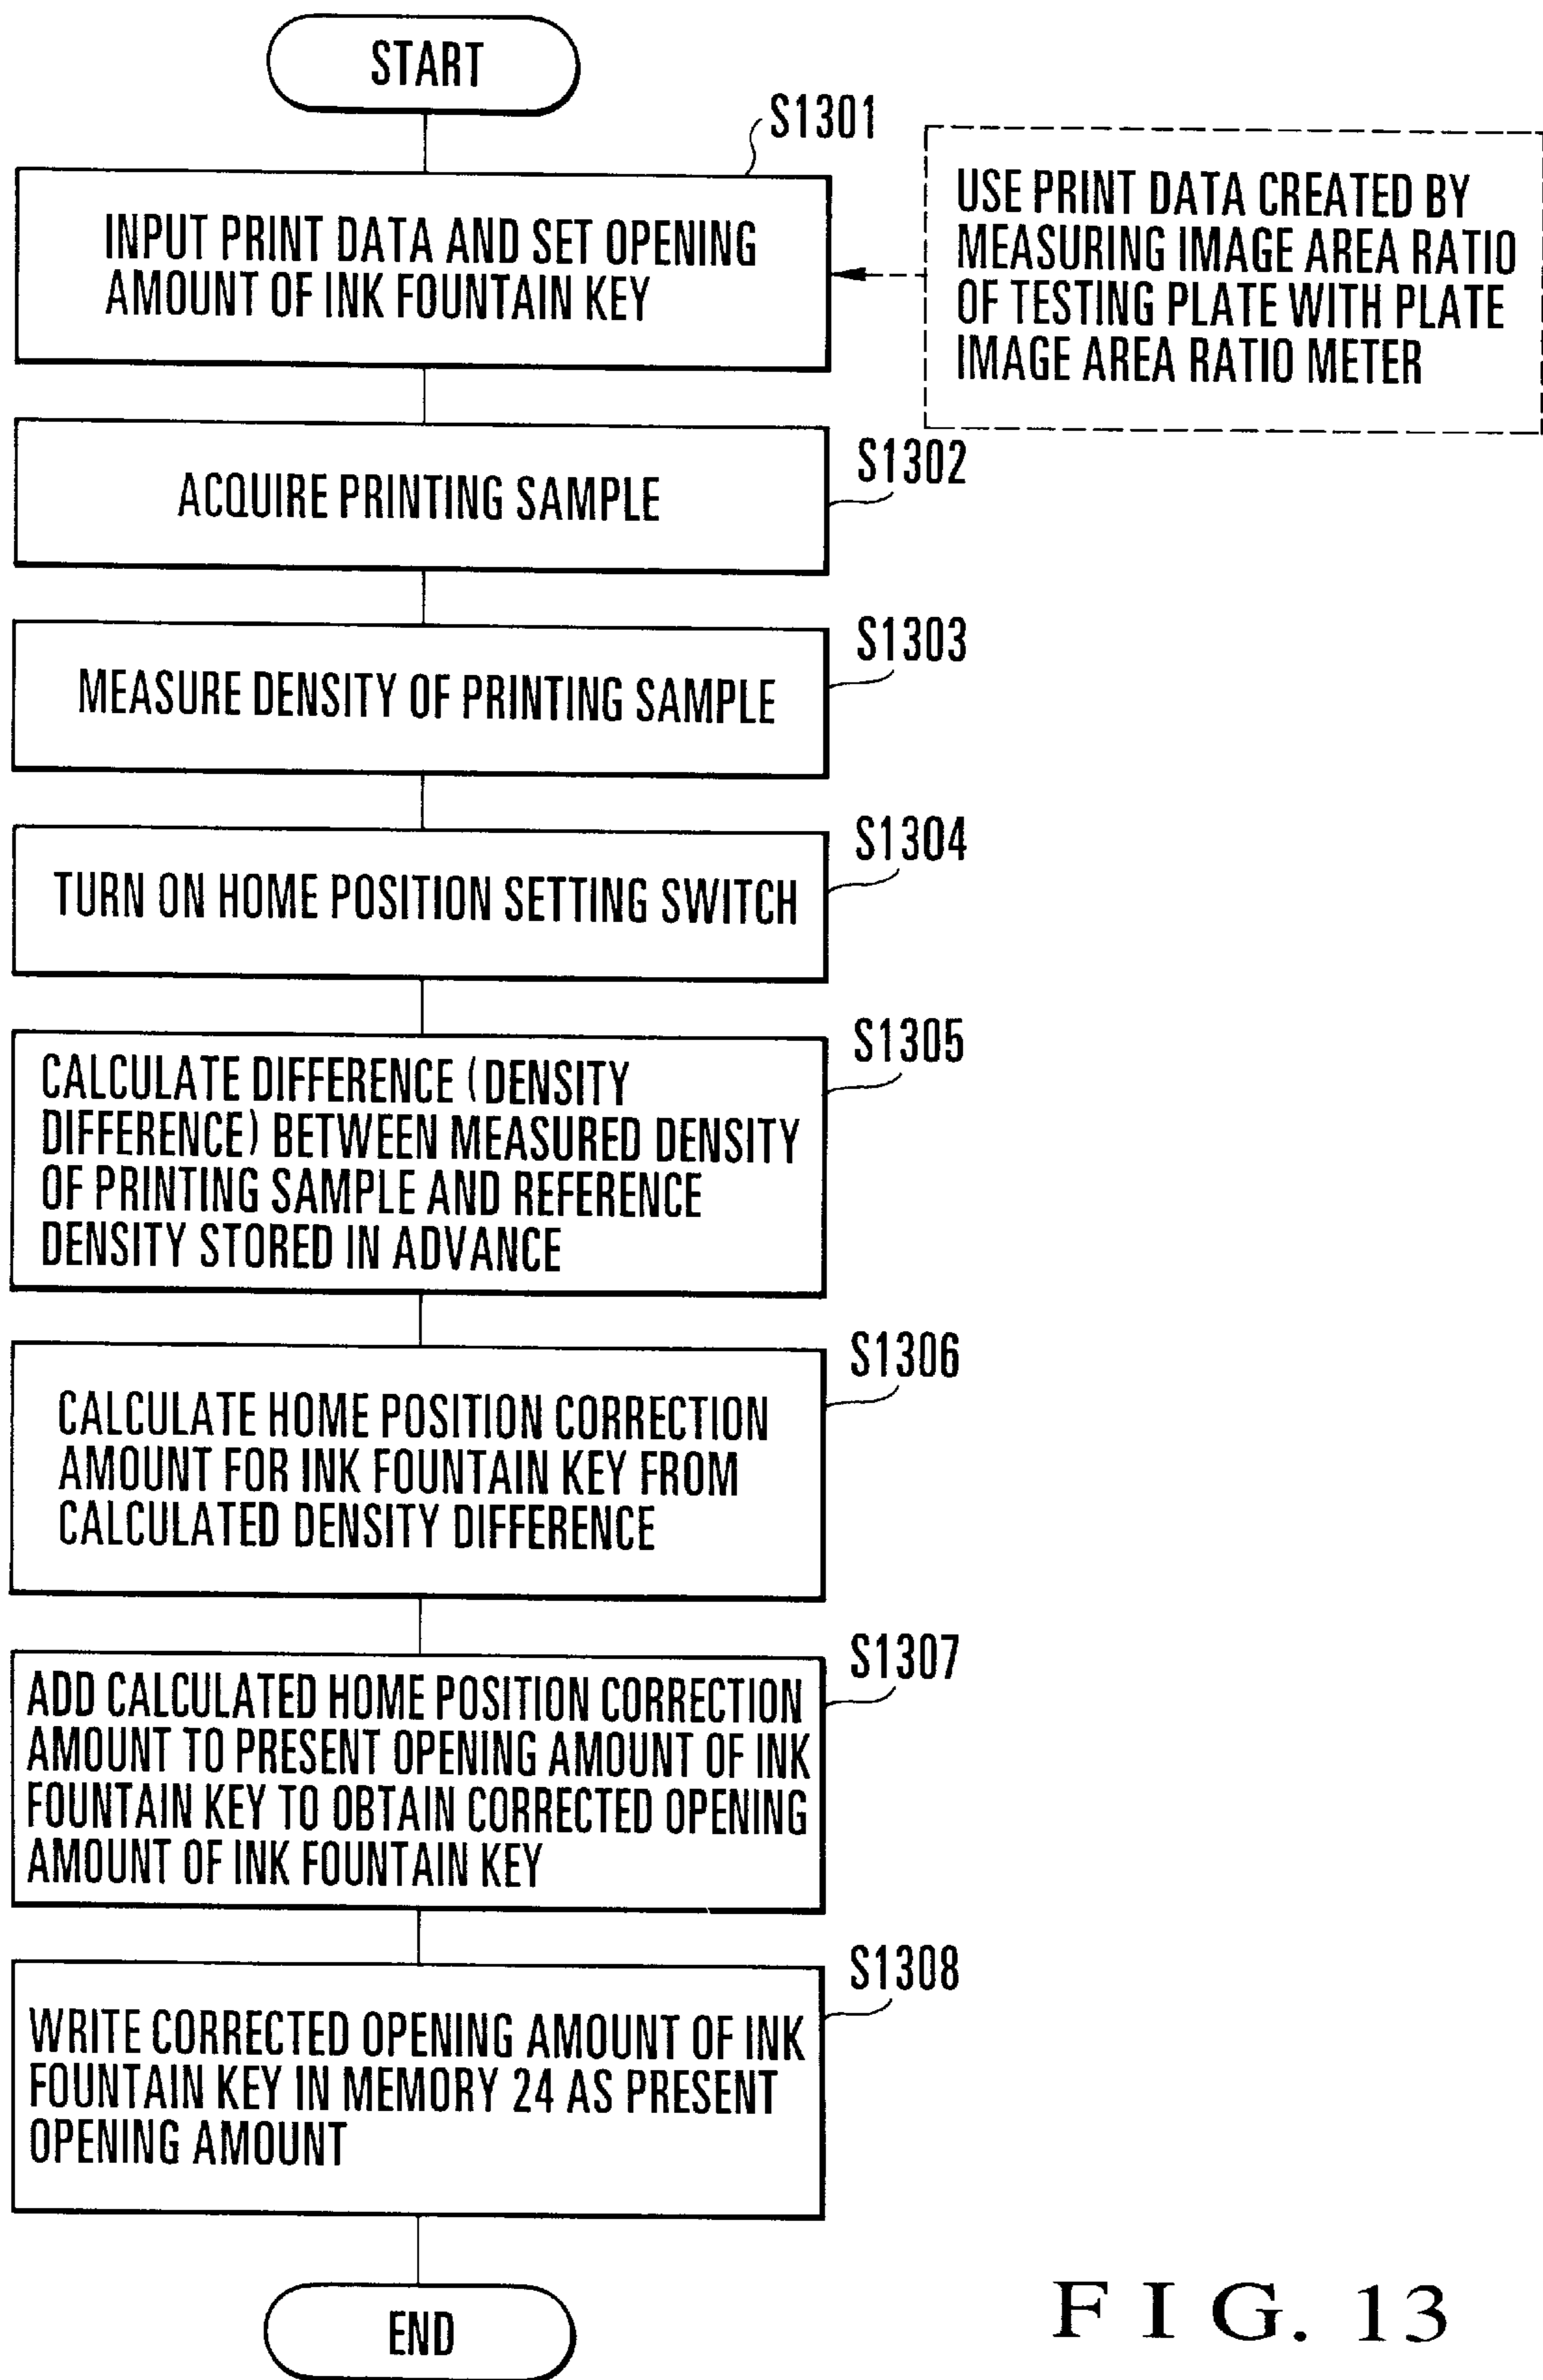 START
S1301
INPUT PRINT DATA AND SET OPENING
AMOUNT OF INK FOUNTAIN KEY
USE PRINT DATA CREATED BY
MEASURING IMAGE AREA RATIO
OF TESTING PLATE WITH PLATE
IMAGE AREA RATIO METER
S1302
ACQUIRE PRINTING SAMPLE
S1303
MEASURE DENSITY OF PRINTING SAMPLE
S1304
TURN ON HOME POSITION SETTING SWITCH
S1305
CALCULATE DIFFERENCE (DENSITY
DIFFERENCE) BETWEEN MEASURED DENSITY
OF PRINTING SAMPLE AND REFERENCE
DENSITY STORED IN ADVANCE
S1306
CALCULATE HOME POSITION CORRECTION
AMOUNT FOR INK FOUNTAIN KEY FROM
CALCULATED DENSITY DIFFERENCE
S1307
ADD CALCULATED HOME POSITION CORRECTION
AMOUNT TO PRESENT OPENING AMOUNT OF INK
FOUNTAIN KEY TO OBTAIN CORRECTED OPENING
AMOUNT OF INK FOUNTAIN KEY
S1308
WRITE CORRECTED OPENING AMOUNT OF INK
FOUNTAIN KEY IN MEMORY 24 AS PRESENT
OPENING AMOUNT
END
FIG. 13